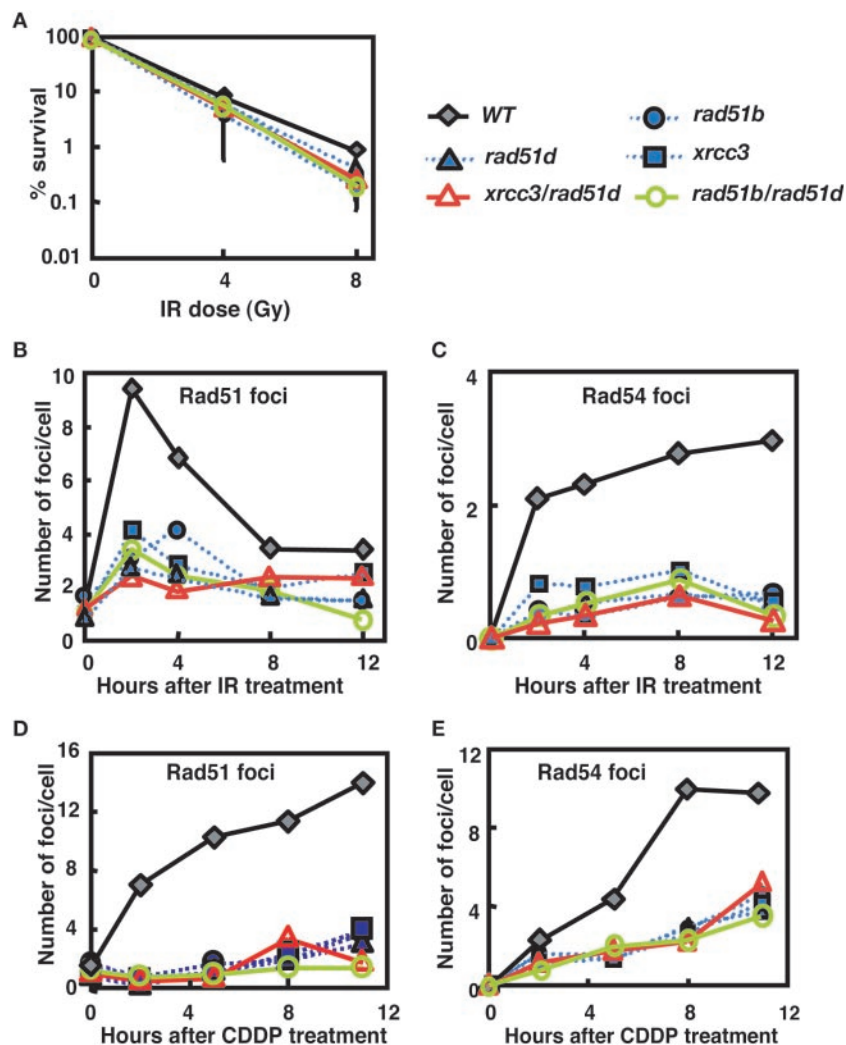 A
% survival
100
10
1
0.1
0.01
0 4 8
IR dose (Gy)
WT
rad51b
rad51d
xrcc3
xrcc3/rad51d
rad51b/rad51d
B
Number of foci/cell
10
8
6
4
2
0
Rad51 foci
0 4 8 12
Hours after IR treatment
C
Number of foci/cell
4
2
0
Rad54 foci
0 4 8 12
Hours after IR treatment
D
Number of foci/cell
16
12
8
4
0
Rad51 foci
0 4 8 12
Hours after CDDP treatment
E
Number of foci/cell
12
8
4
0
Rad54 foci
0 4 8 12
Hours after CDDP treatment